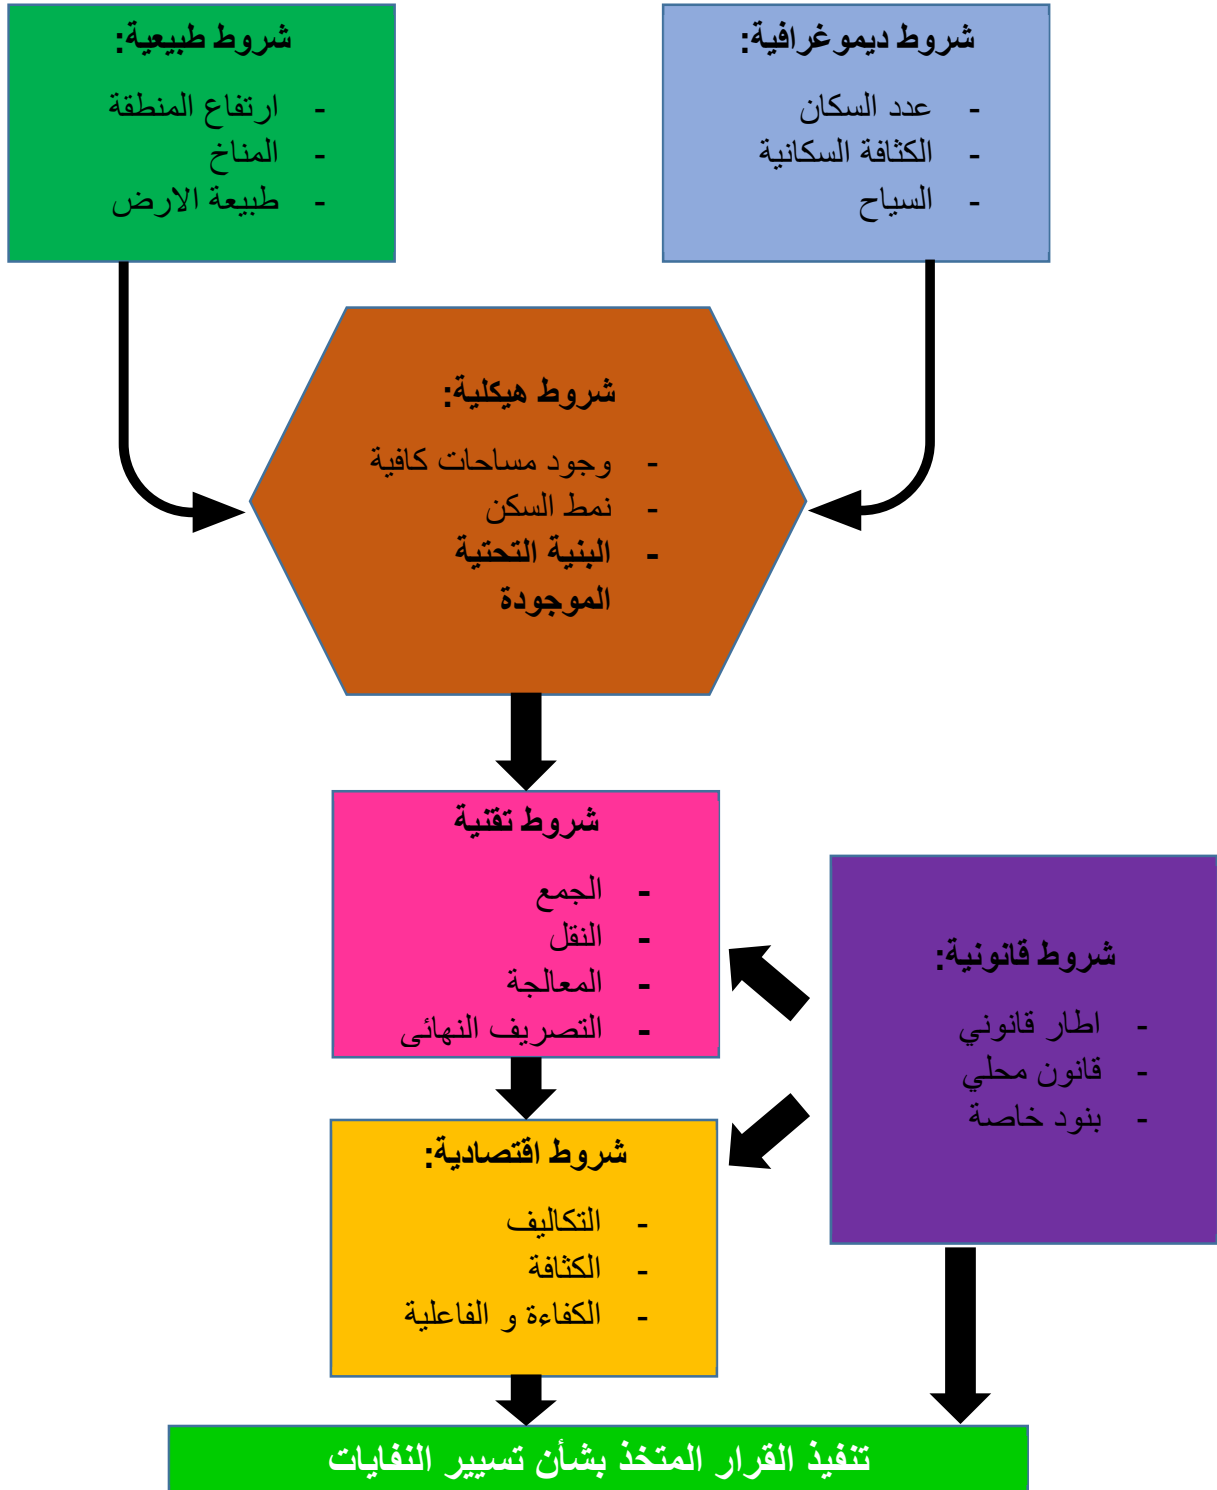 شروط ديموغرافية:
- عدد السكان
- الكثافة السكانية
- السياح
شروط طبيعية:
- ارتفاع المنطقة
- المناخ
- طبيعة الارض
شروط هيكلية:
- وجود مساحات كافية
- نمط السكن
- البنية التحتية
الموجودة
شروط تقنية
- الجمع
- النقل
- المعالجة
- التصريف النهائي
شروط قانونية:
- اطار قانوني
- قانون محلي
- بنود خاصة
شروط اقتصادية:
- التكاليف
- الكثافة
- الكفاءة و الفاعلية
تنفيذ القرار المتخذ بشأن تسيير النفايات